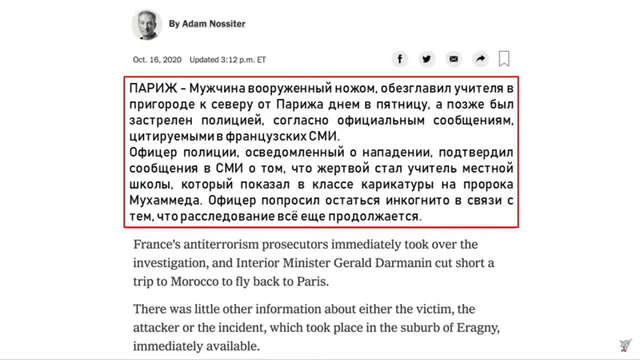 By Adam Nossiter
Oct. 16, 2020 Updated 3:12 p.m. ET
ПАРИЖ - Мужчина вооруженный ножом, обезглавил учителя в
пригороде к северу от Парижа днем в пятницу, а позже был
застрелен полицией, согласно официальным сообщениям,
цитируемыми в французских СМИ.
Офицер полиции, осведомленный о нападении, подтвердил
сообщения в СМИ о том, что жертвой стал учитель местной
школы, который показал в классе карикатуры на пророка
Мухаммеда. Офицер попросил остаться инкогнито в связи с
тем, что расследование всё еще продолжается.
France's antiterrorism prosecutors immediately took over the
investigation, and Interior Minister Gerald Darmanin cut short a
trip to Morocco to fly back to Paris.
There was little other information about either the victim, the
attacker or the incident, which took place in the suburb of Eragny,
immediately available.